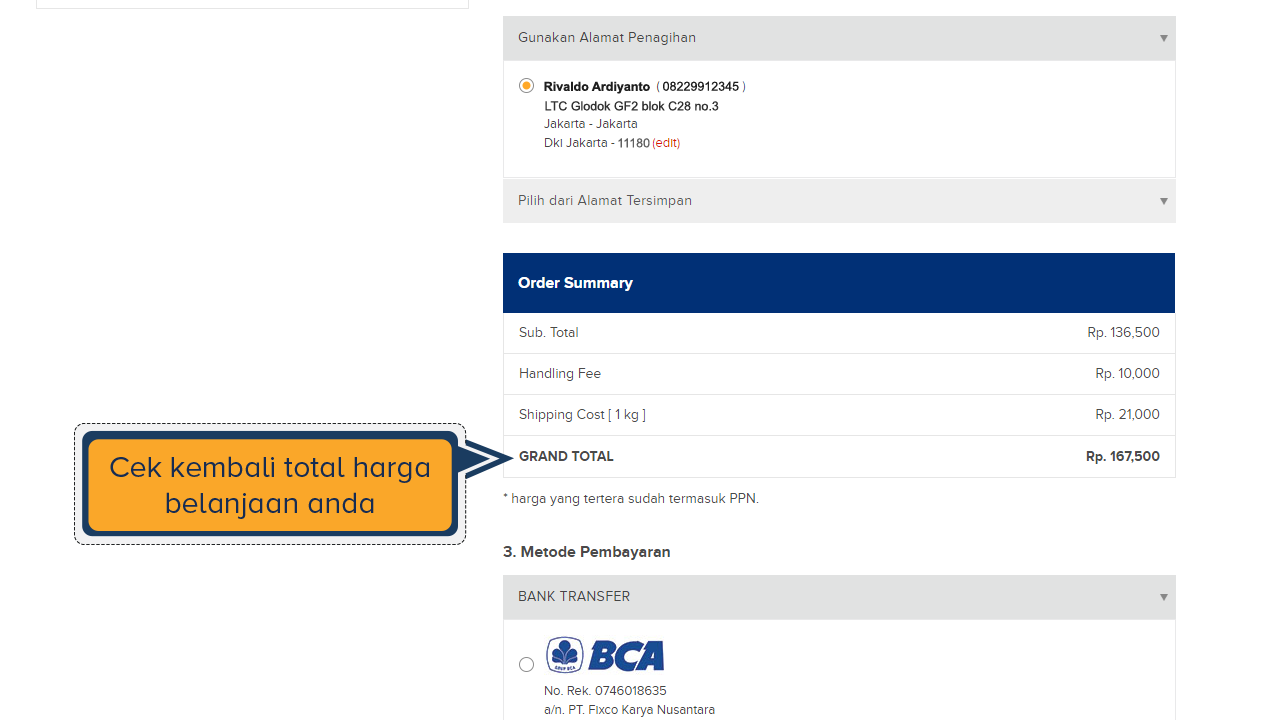 Gunakan Alamat Penagihan ▼
Rivaldo Ardiyanto ( 08229912345 )
LTC Glodok GF2 blok C28 no.3
Jakarta - Jakarta
Dki Jakarta - 11180 (edit)
Pilih dari Alamat Tersimpan ▼
Order Summary
Sub. Total Rp. 136,500
Handling Fee Rp. 10,000
Shipping Cost [ 1 kg ] Rp. 21,000
GRAND TOTAL Rp. 167,500
Cek kembali total harga
belanjaan anda
* harga yang tertera sudah termasuk PPN.
3. Metode Pembayaran
BANK TRANSFER ▼
BCA
No. Rek. 0746018635
a/n. PT. Fixco Karya Nusantara